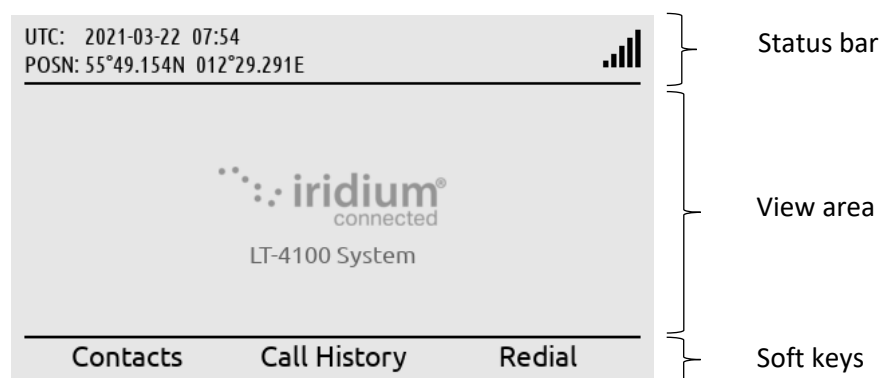 UTC: 2021-03-22 07:54
POSN: 55°49.154N 012°29.291E
Status bar
iridium®
connected
LT-4100 System
View area
Contacts Call History Redial
Soft keys